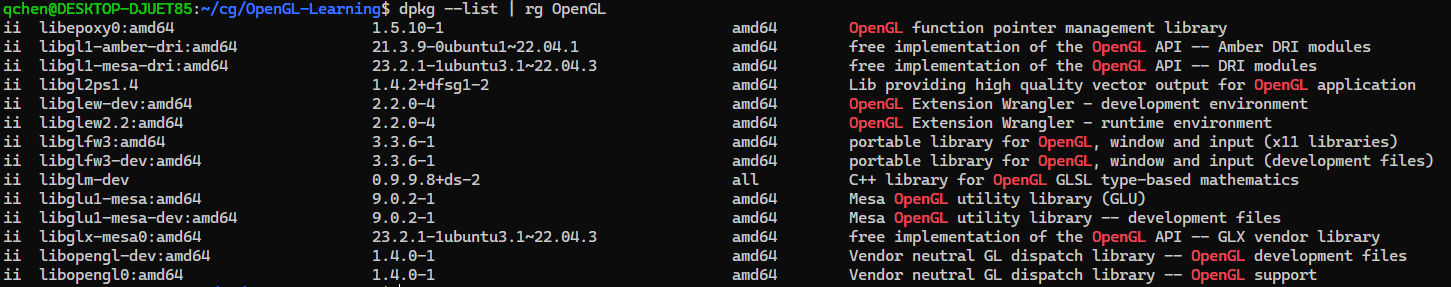 qchen@DESKTOP-DJUET85:~/cg/OpenGL-Learning$ dpkg --list | rg OpenGL
ii  libepoxy0:amd64                      1.5.10-1                                amd64        OpenGL function pointer management library
ii  libgl1-amber-dri:amd64               21.3.9-0ubuntu1~22.04.1                 amd64        free implementation of the OpenGL API -- Amber DRI modules
ii  libgl1-mesa-dri:amd64                23.2.1-1ubuntu3.1~22.04.3               amd64        free implementation of the OpenGL API -- DRI modules
ii  libgl2ps1.4                          1.4.2+dfsg1-2                           amd64        Lib providing high quality vector output for OpenGL application
ii  libglew-dev:amd64                    2.2.0-4                                 amd64        OpenGL Extension Wrangler - development environment
ii  libglew2.2:amd64                     2.2.0-4                                 amd64        OpenGL Extension Wrangler - runtime environment
ii  libglfw3:amd64                       3.3.6-1                                 amd64        portable library for OpenGL, window and input (x11 libraries)
ii  libglfw3-dev:amd64                   3.3.6-1                                 amd64        portable library for OpenGL, window and input (development files)
ii  libglm-dev                           0.9.9.8+ds-2                            all          C++ library for OpenGL GLSL type-based mathematics
ii  libglu1-mesa:amd64                   9.0.2-1                                 amd64        Mesa OpenGL utility library (GLU)
ii  libglu1-mesa-dev:amd64               9.0.2-1                                 amd64        Mesa OpenGL utility library -- development files
ii  libglx-mesa0:amd64                   23.2.1-1ubuntu3.1~22.04.3               amd64        free implementation of the OpenGL API -- GLX vendor library
ii  libopengl-dev:amd64                  1.4.0-1                                 amd64        Vendor neutral GL dispatch library -- OpenGL development files
ii  libopengl0:amd64                     1.4.0-1                                 amd64        Vendor neutral GL dispatch library -- OpenGL support